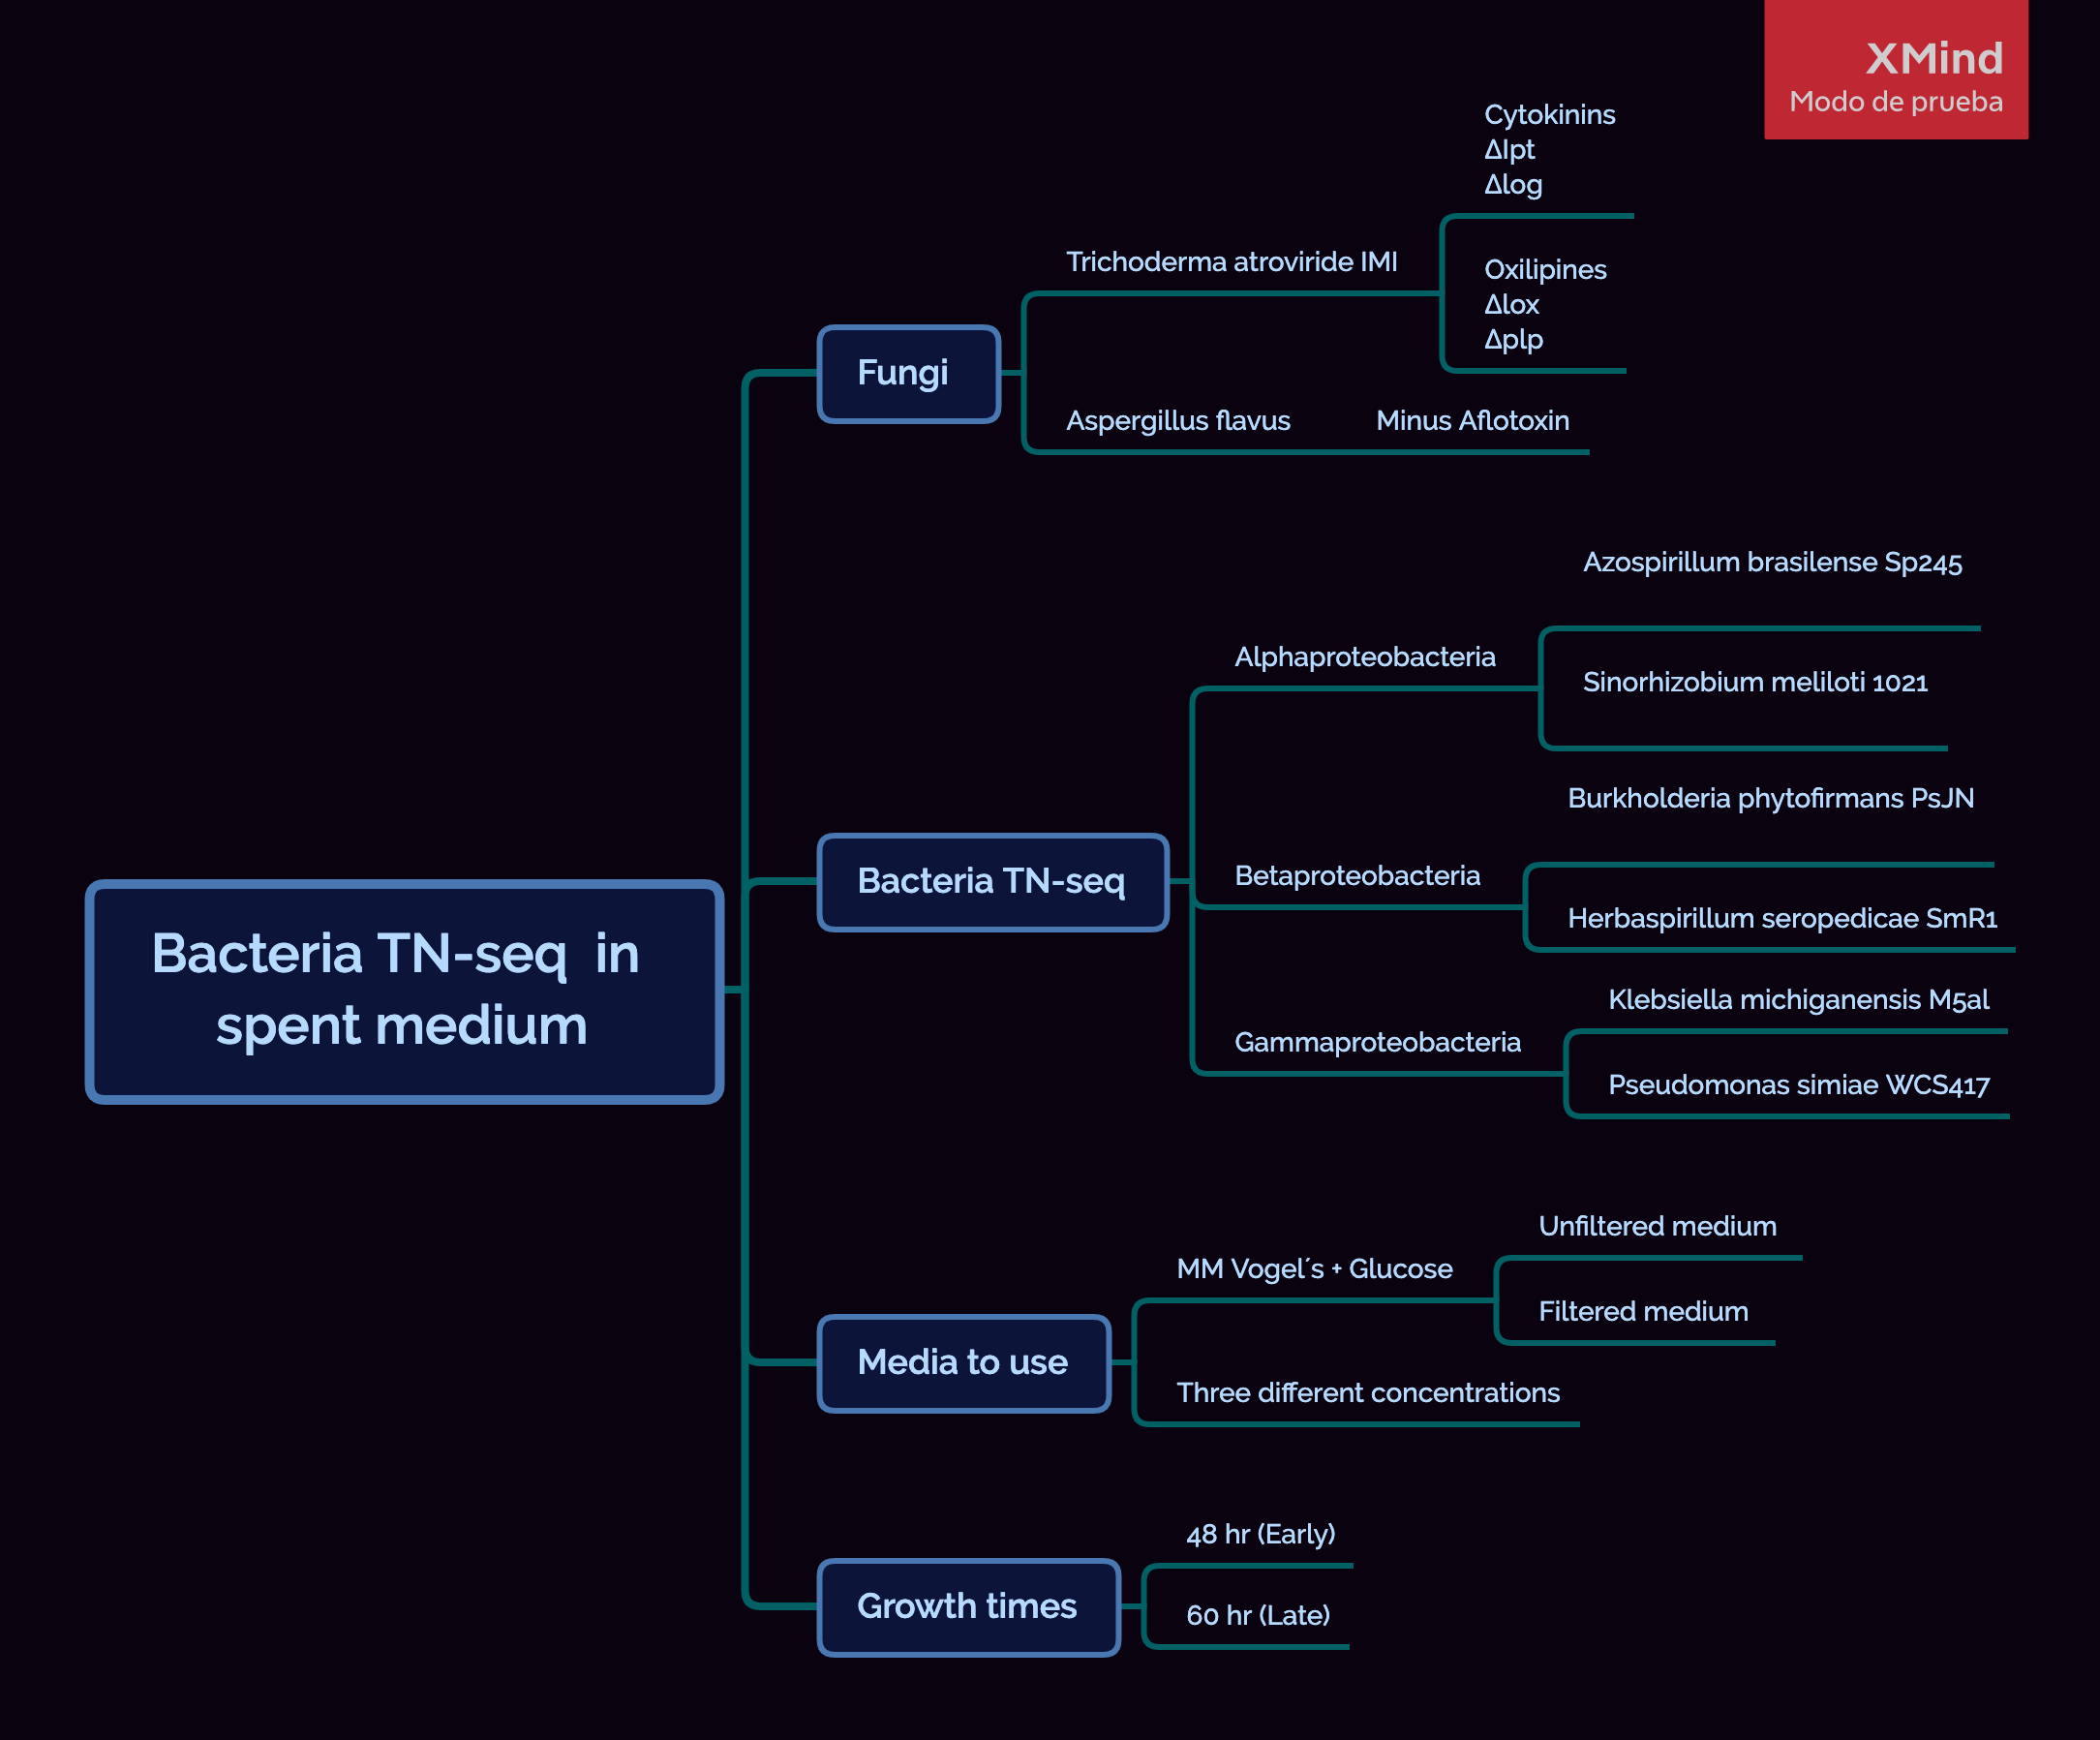 XMind
Modo de prueba
Cytokinins
ΔIpt
Δlog
Trichoderma atroviride IMI
Oxilipines
Δlox
Δplp
Fungi
Aspergillus flavus
Minus Aflotoxin
Azospirillum brasilense Sp245
Alphaproteobacteria
Sinorhizobium meliloti 1021
Burkholderia phytofirmans PsJN
Bacteria TN-seq
Betaproteobacteria
Herbaspirillum seropedicae SmR1
Bacteria TN-seq  in
spent medium
Klebsiella michiganensis M5al
Gammaproteobacteria
Pseudomonas simiae WCS417
Unfiltered medium
MM Vogel´s + Glucose
Filtered medium
Media to use
Three different concentrations
48 hr (Early)
Growth times
60 hr (Late)